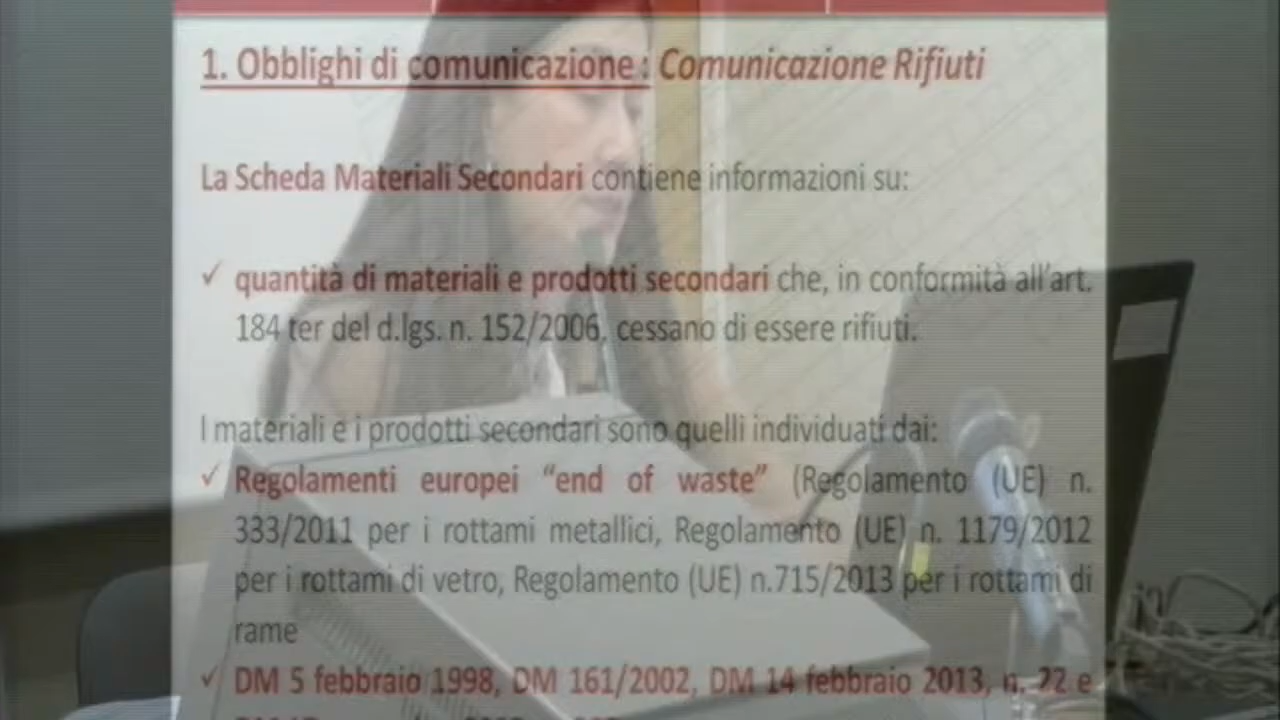 1. Obblighi di comunicazione : Comunicazione Rifiuti
La Scheda Materiali Secondari contiene informazioni su:
✓ quantità di materiali e prodotti secondari che, in conformità all'art.
184 ter del d.lgs. n. 152/2006, cessano di essere rifiuti.
I materiali e i prodotti secondari sono quelli individuati dai:
✓ Regolamenti europei “end of waste” (Regolamento (UE) n.
333/2011 per i rottami metallici, Regolamento (UE) n. 1179/2012
per i rottami di vetro, Regolamento (UE) n.715/2013 per i rottami di
rame
✓ DM 5 febbraio 1998, DM 161/2002, DM 14 febbraio 2013, n. 22 e